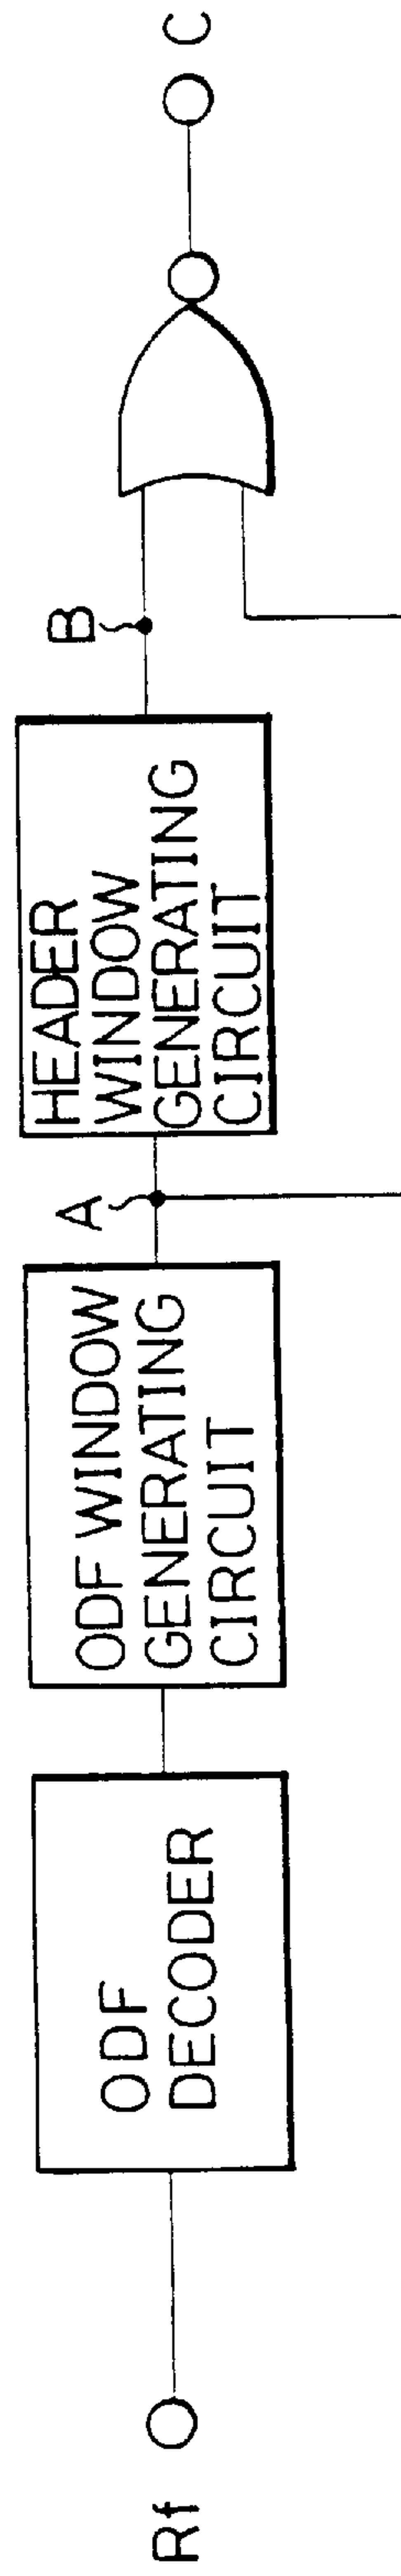 Rf
ODF
DECODER
ODF WINDOW
GENERATING
CIRCUIT
A
HEADER
WINDOW
GENERATING
CIRCUIT
B
C